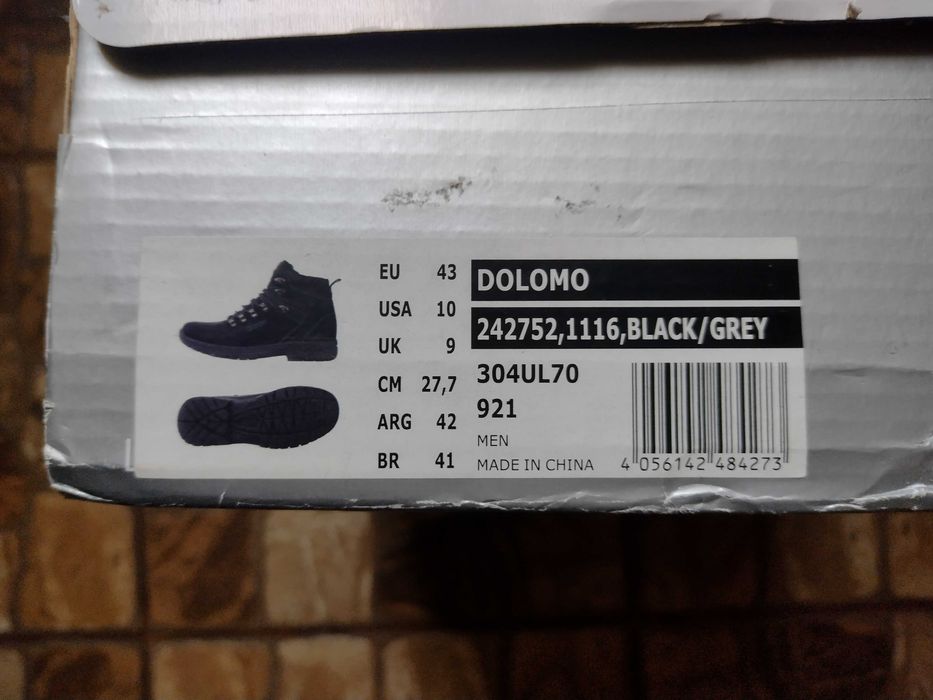 EU 43
USA 10
UK 9
CM 27,7
ARG 42
BR 41
DOLOMO
242752,1116,BLACK/GREY
304UL70
921
MEN
MADE IN CHINA
4 056142 484273